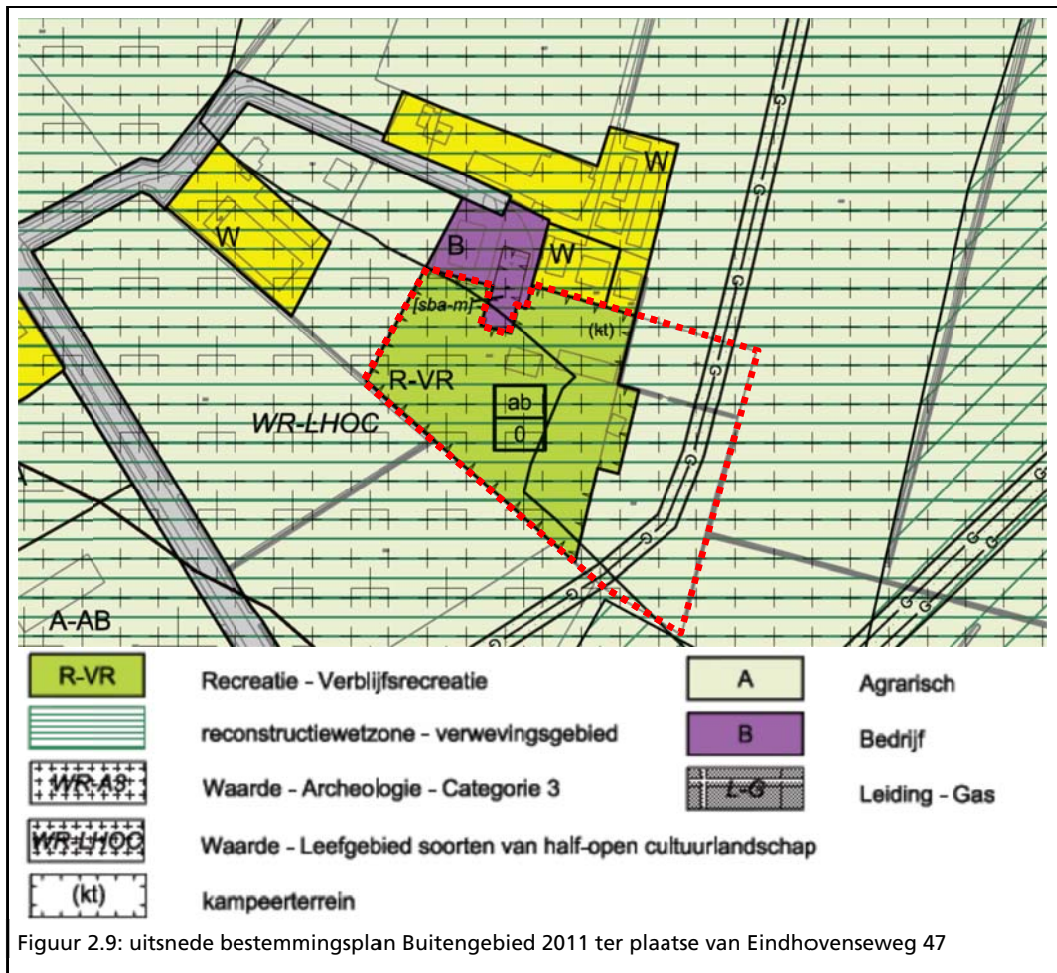 W
B
W
W
[sba-m]
(kt)
R-VR
ab
0
WR-LHOC
A-AB
G
G
G
G
G
G
G
G
R-VR
Recreatie - Verblijfsrecreatie
reconstructiewetzone - verwevingsgebied
WR-A3
Waarde - Archeologie - Categorie 3
WR-LHOC
Waarde - Leefgebied soorten van half-open cultuurlandschap
(kt)
kampeerterrein
A
Agrarisch
B
Bedrijf
L-G
Leiding - Gas
Figuur 2.9: uitsnede bestemmingsplan Buitengebied 2011 ter plaatse van Eindhovenseweg 47